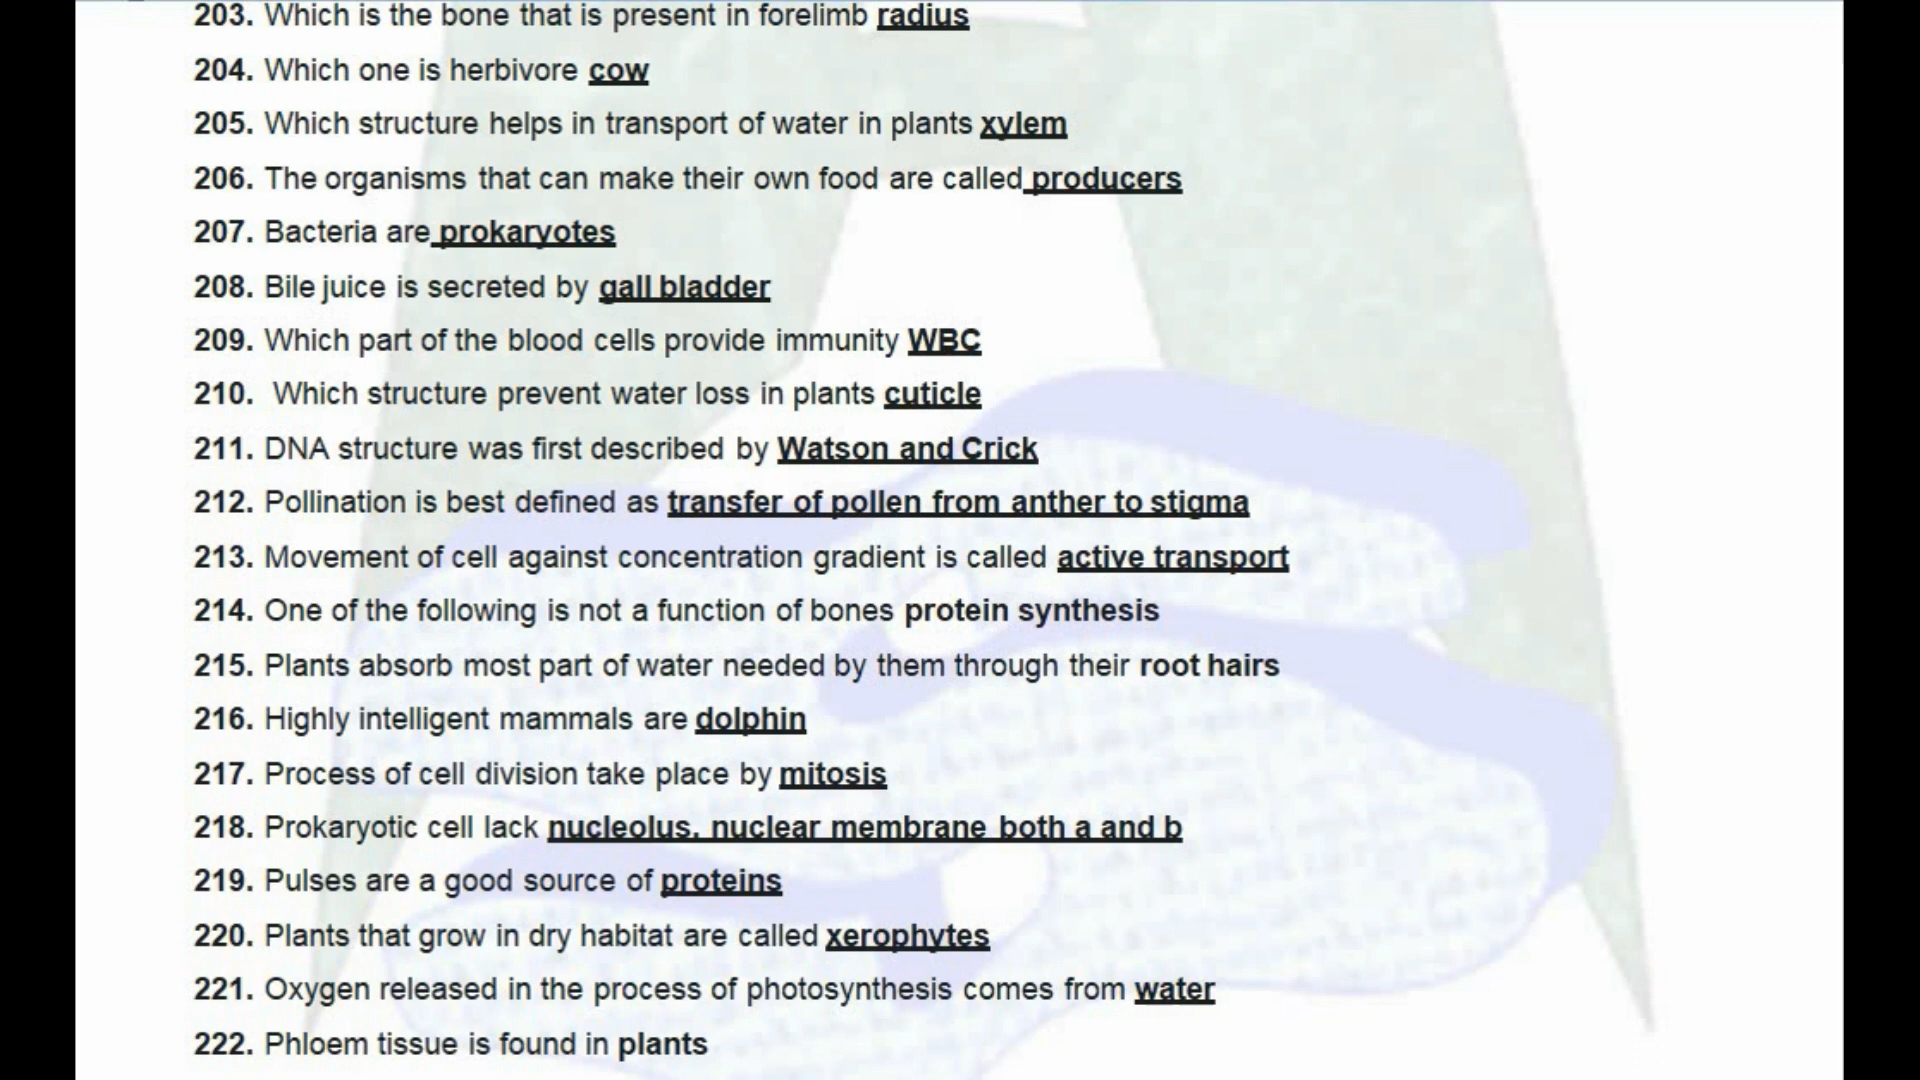 203. Which is the bone that is present in forelimb radius
204. Which one is herbivore cow
205. Which structure helps in transport of water in plants xylem
206. The organisms that can make their own food are called producers
207. Bacteria are prokaryotes
208. Bile juice is secreted by gall bladder
209. Which part of the blood cells provide immunity WBC
210. Which structure prevent water loss in plants cuticle
211. DNA structure was first described by Watson and Crick
212. Pollination is best defined as transfer of pollen from anther to stigma
213. Movement of cell against concentration gradient is called active transport
214. One of the following is not a function of bones protein synthesis
215. Plants absorb most part of water needed by them through their root hairs
216. Highly intelligent mammals are dolphin
217. Process of cell division take place by mitosis
218. Prokaryotic cell lack nucleolus, nuclear membrane both a and b
219. Pulses are a good source of proteins
220. Plants that grow in dry habitat are called xerophytes
221. Oxygen released in the process of photosynthesis comes from water
222. Phloem tissue is found in plants